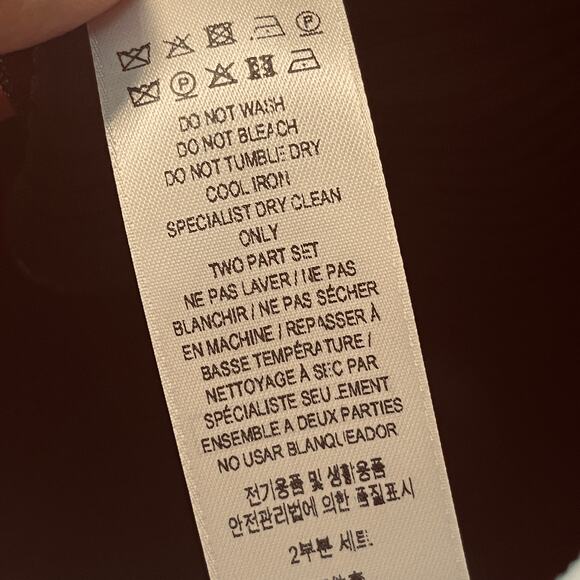 P
P
DO NOT WASH
DO NOT BLEACH
DO NOT TUMBLE DRY
COOL IRON
SPECIALIST DRY CLEAN
ONLY
TWO PART SET
NE PAS LAVER / NE PAS
BLANCHIR / NE PAS SÉCHER
EN MACHINE / REPASSER À
BASSE TEMPÉRATURE /
NETTOYAGE À SEC PAR
SPÉCIALISTE SEULEMENT
ENSEMBLE A DEUX PARTIES
NO USAR BLANQUEADOR
전기용품 및 생활용품
안전관리법에 의한 품질표시
2부분 세트